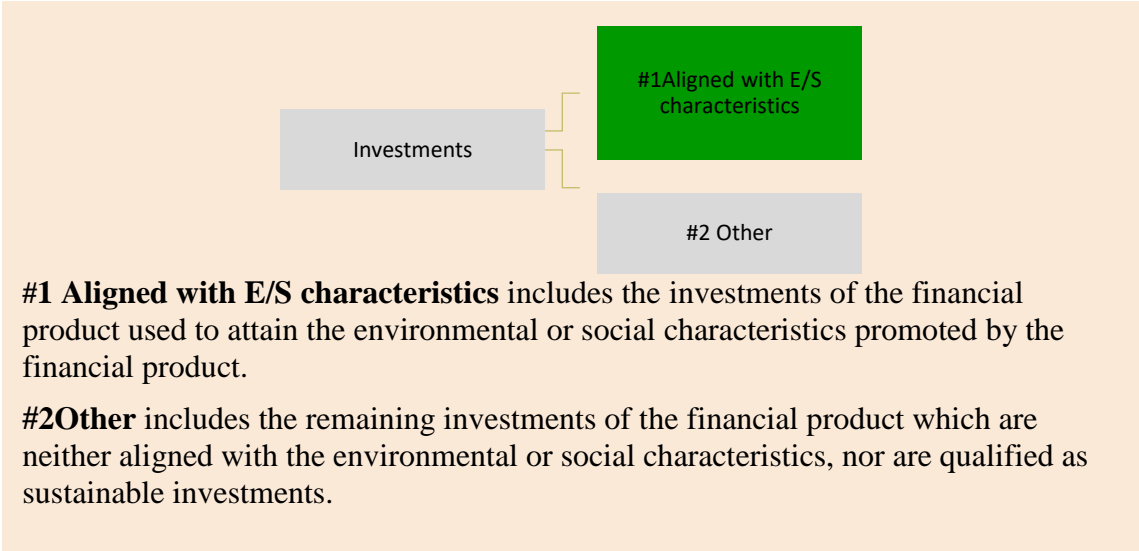 #1Aligned with E/S
characteristics
Investments
#2 Other
#1 Aligned with E/S characteristics includes the investments of the financial
product used to attain the environmental or social characteristics promoted by the
financial product.
#2Other includes the remaining investments of the financial product which are
neither aligned with the environmental or social characteristics, nor are qualified as
sustainable investments.